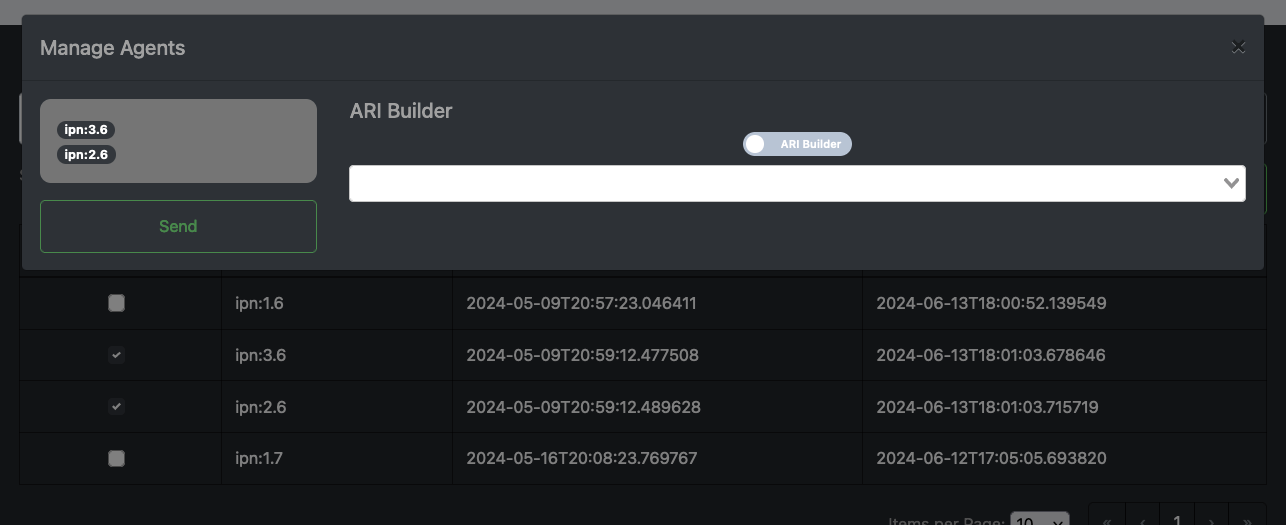 Manage Agents ×
ipn:3.6
ipn:2.6
Send
ARI Builder
ARI Builder
ipn:1.6 2024-05-09T20:57:23.046411 2024-06-13T18:00:52.139549
ipn:3.6 2024-05-09T20:59:12.477508 2024-06-13T18:01:03.678646
ipn:2.6 2024-05-09T20:59:12.489628 2024-06-13T18:01:03.715719
ipn:1.7 2024-05-16T20:08:23.769767 2024-06-12T17:05:05.693820
Items per Page: 10 « ‹ 1 › »